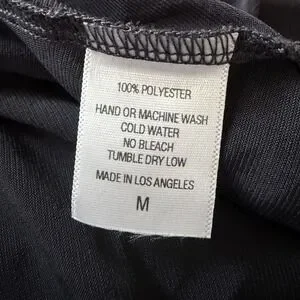 100% POLYESTER
HAND OR MACHINE WASH
COLD WATER
NO BLEACH
TUMBLE DRY LOW
MADE IN LOS ANGELES
M